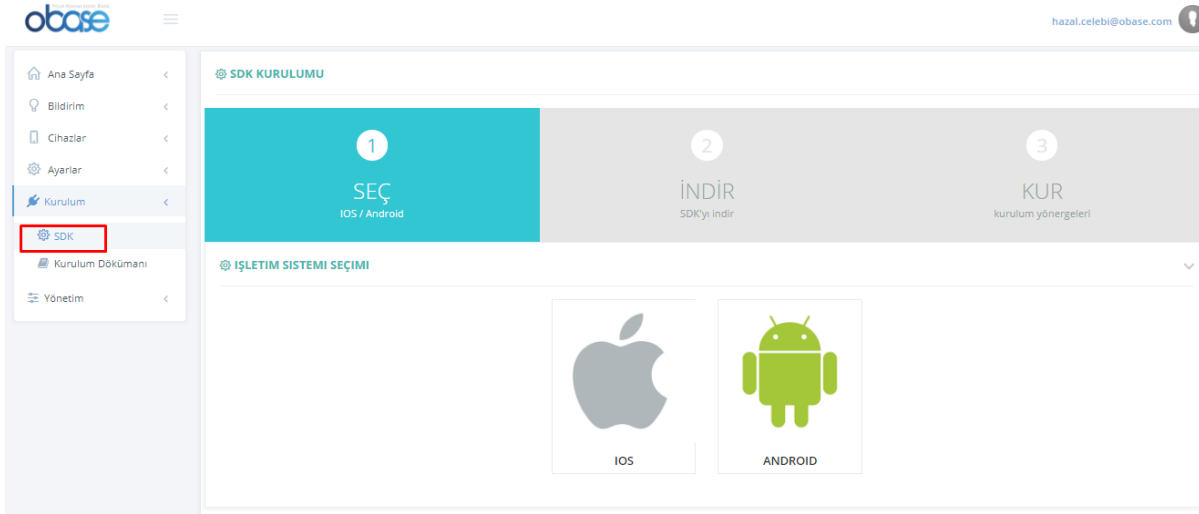 obase
hazal.celebi@obase.com
Ana Sayfa
Bildirim
Cihazlar
Ayarlar
Kurulum
SDK
Kurulum Dökümanı
Yönetim
SDK KURULUMU
1
SEÇ
IOS / Android
2
İNDİR
SDK'yı indir
3
KUR
kurulum yönergeleri
IŞLETIM SISTEMI SEÇIMI
IOS
ANDROID